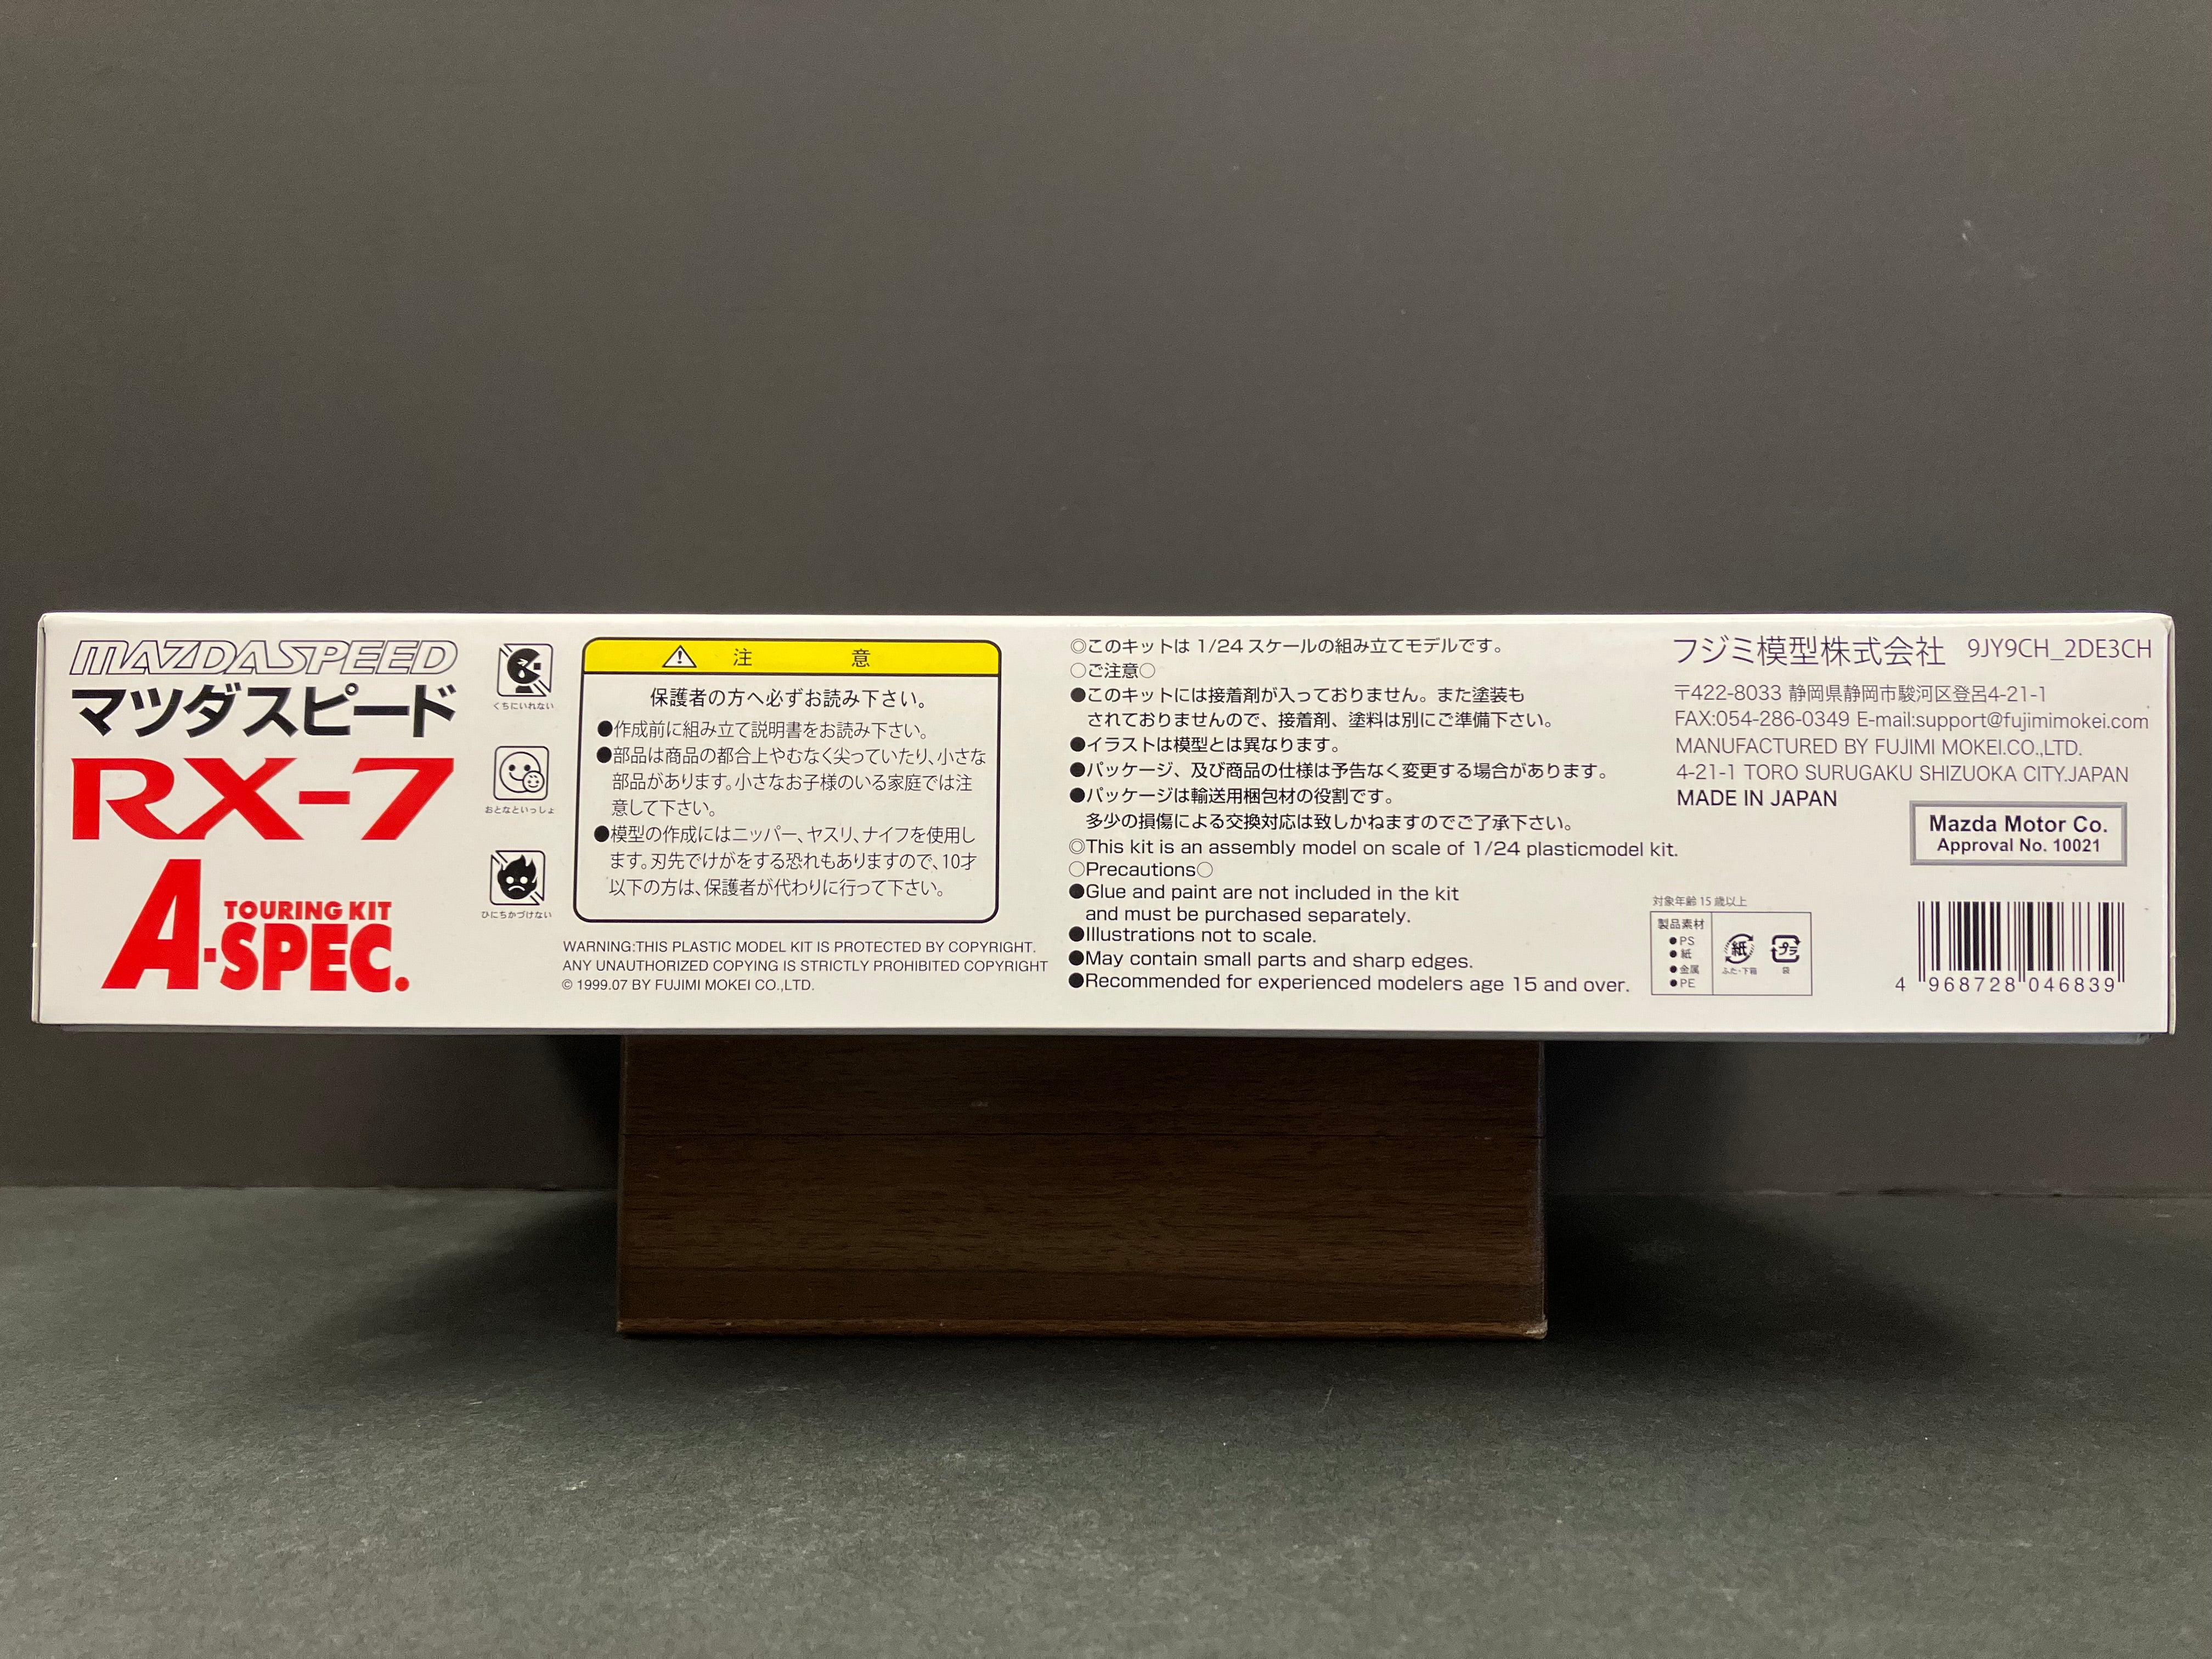 MAZDASPEED
マツダスピード
RX-7
TOURING KIT
A·SPEC.
くちにいれない
おとなといっしょ
ひにちかづけない
注 意
保護者の方へ必ずお読み下さい。
●作成前に組み立て説明書をお読み下さい。
●部品は商品の都合上やむなく尖っていたり、小さな
部品があります。小さなお子様のいる家庭では注
意して下さい。
●模型の作成にはニッパー、ヤスリ、ナイフを使用し
ます。刃先でけがをする恐れもありますので、10才
以下の方は、保護者が代わりに行って下さい。
WARNING:THIS PLASTIC MODEL KIT IS PROTECTED BY COPYRIGHT.
ANY UNAUTHORIZED COPYING IS STRICTLY PROHIBITED COPYRIGHT
© 1999.07 BY FUJIMI MOKEI CO.,LTD.
◎このキットは 1/24 スケールの組み立てモデルです。
○ご注意○
●このキットには接着剤が入っておりません。また塗装も
されておりませんので、接着剤、塗料は別にご準備下さい。
●イラストは模型とは異なります。
●パッケージ、及び商品の仕様は予告なく変更する場合があります。
●パッケージは輸送用梱包材の役割です。
多少の損傷による交換対応は致しかねますのでご了承下さい。
◎This kit is an assembly model on scale of 1/24 plasticmodel kit.
○Precautions○
●Glue and paint are not included in the kit
and must be purchased separately.
●Illustrations not to scale.
●May contain small parts and sharp edges.
●Recommended for experienced modelers age 15 and over.
フジミ模型株式会社 9JY9CH_2DE3CH
〒422-8033 静岡県静岡市駿河区登呂4-21-1
FAX:054-286-0349 E-mail:support@fujimimokei.com
MANUFACTURED BY FUJIMI MOKEI.CO.,LTD.
4-21-1 TORO SURUGAKU SHIZUOKA CITY.JAPAN
MADE IN JAPAN
Mazda Motor Co.
Approval No. 10021
対象年齢 15 歳以上
製品素材
●PS
●紙
●金属
●PE
紙
ふた・下箱
プラ
袋
4 968728 046839